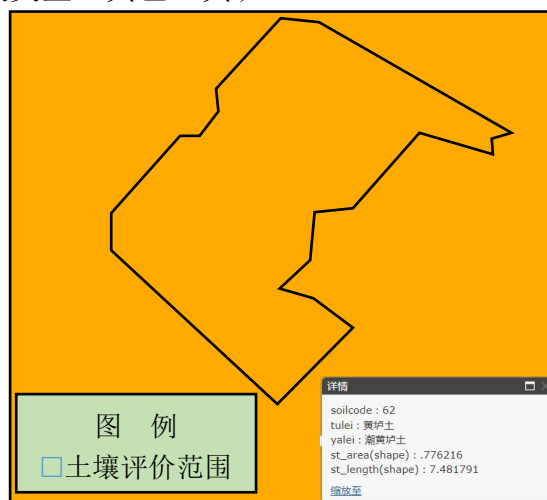 图 例
□土壤评价范围
详情
soilcode : 62
tulei : 黄垆土
yalei : 潮黄垆土
st_area(shape) : .776216
st_length(shape) : 7.481791
缩放至